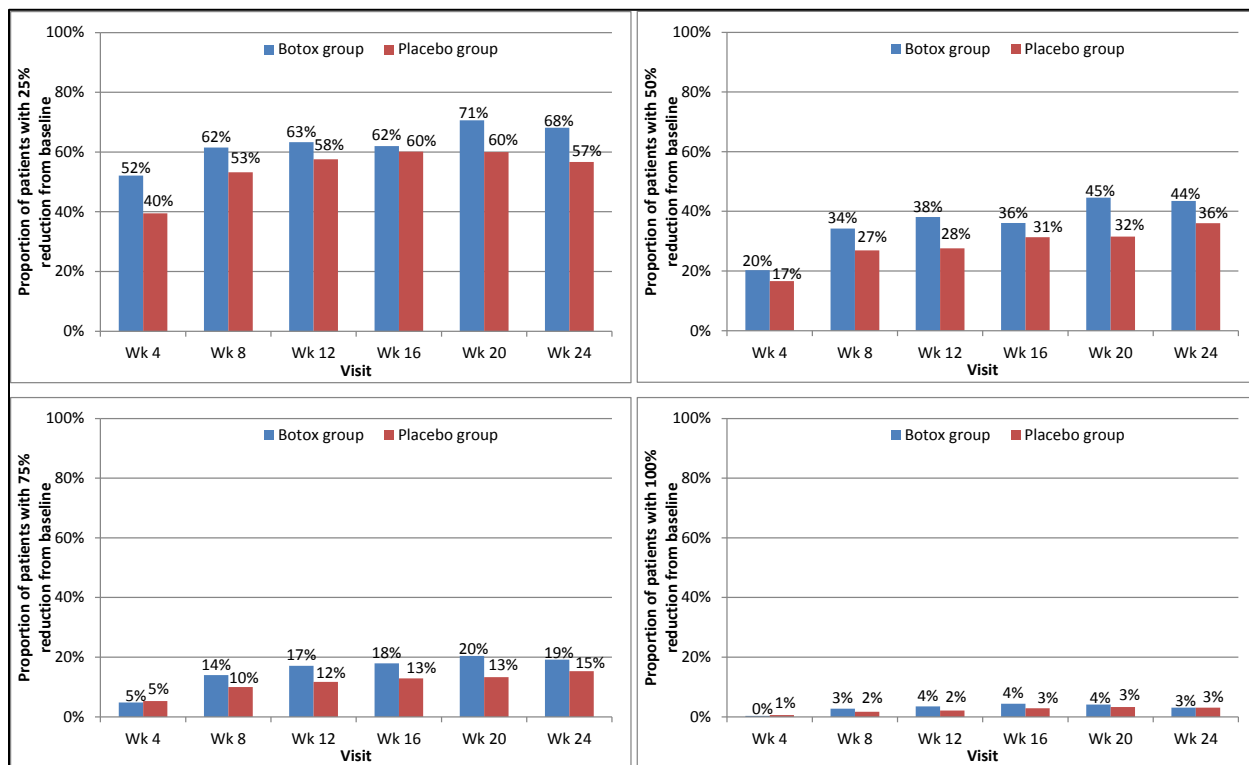 Proportion of patients with 25%
reduction from baseline
100%
80%
60%
40%
20%
0%
Botox group Placebo group
52% 40% 62% 53% 63% 58% 62% 60% 71% 60% 68% 57%
Wk 4 Wk 8 Wk 12 Wk 16 Wk 20 Wk 24
Visit
Proportion of patients with 50%
reduction from baseline
100%
80%
60%
40%
20%
0%
Botox group Placebo group
20% 17% 34% 27% 38% 28% 36% 31% 45% 32% 44% 36%
Wk 4 Wk 8 Wk 12 Wk 16 Wk 20 Wk 24
Visit
Proportion of patients with 75%
reduction from baseline
100%
80%
60%
40%
20%
0%
Botox group Placebo group
5% 5% 14% 10% 17% 12% 18% 13% 20% 13% 19% 15%
Wk 4 Wk 8 Wk 12 Wk 16 Wk 20 Wk 24
Visit
Proportion of patients with 100%
reduction from baseline
100%
80%
60%
40%
20%
0%
Botox group Placebo group
0% 1% 3% 2% 4% 2% 4% 3% 4% 3% 3% 3%
Wk 4 Wk 8 Wk 12 Wk 16 Wk 20 Wk 24
Visit